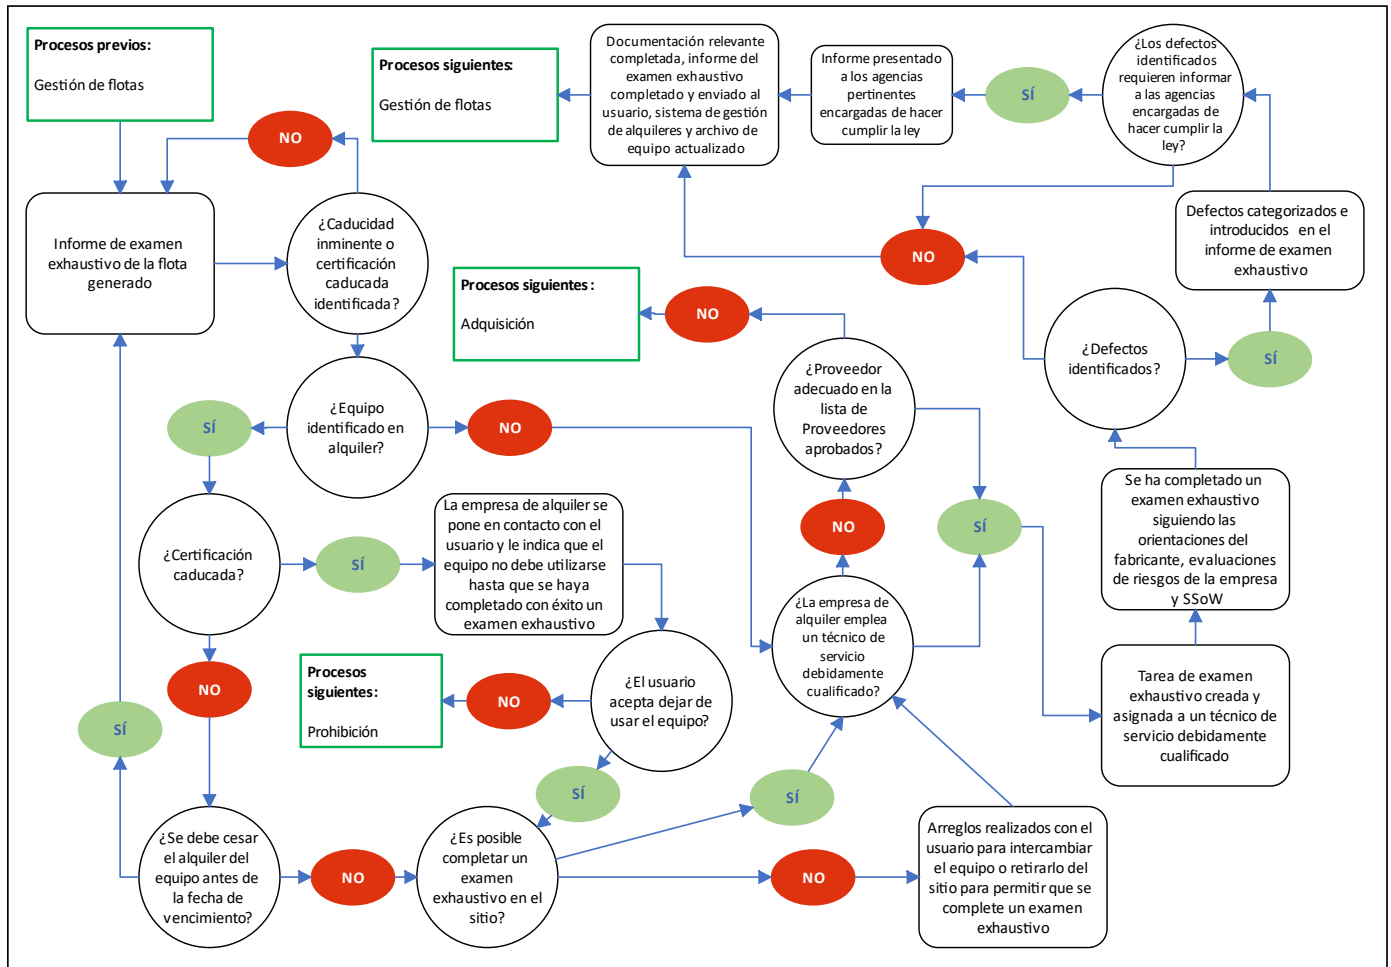 Procesos previos:
Gestión de flotas
NO
Informe de examen
exhaustivo de la flota
generado
¿Caducidad
inminente o
certificación
caducada
identificada?
Procesos siguientes:
Gestión de flotas
Documentación relevante
completada, informe del
examen exhaustivo
completado y enviado al
usuario, sistema de gestión
de alquileres y archivo de
equipo actualizado
Informe presentado
a los agencias
pertinentes
encargadas de hacer
cumplir la ley
SÍ
¿Los defectos
identificados
requieren informar
a las agencias
encargadas de
hacer cumplir la
ley?
NO
Defectos categorizados e
introducidos en el
informe de examen
exhaustivo
SÍ
¿Defectos
identificados?
Procesos siguientes :
Adquisición
NO
¿Proveedor
adecuado en la
lista de
Proveedores
aprobados?
SÍ
¿Equipo
identificado en
alquiler?
NO
¿Certificación
caducada?
SÍ
La empresa de alquiler se
pone en contacto con el
usuario y le indica que el
equipo no debe utilizarse
hasta que se haya
completado con éxito un
examen exhaustivo
NO
SÍ
Se ha completado un
examen exhaustivo
siguiendo las
orientaciones del
fabricante, evaluaciones
de riesgos de la empresa
y SSoW
¿La empresa de
alquiler emplea
un técnico de
servicio
debidamente
cualificado?
Tarea de examen
exhaustivo creada y
asignada a un técnico de
servicio debidamente
cualificado
NO
SÍ
Procesos
siguientes:
Prohibición
NO
¿El usuario
acepta dejar de
usar el equipo?
SÍ
SÍ
¿Se debe cesar
el alquiler del
equipo antes de
la fecha de
vencimiento?
NO
¿Es posible
completar un
examen
exhaustivo en el
sitio?
NO
Arreglos realizados con el
usuario para intercambiar
el equipo o retirarlo del
sitio para permitir que se
complete un examen
exhaustivo